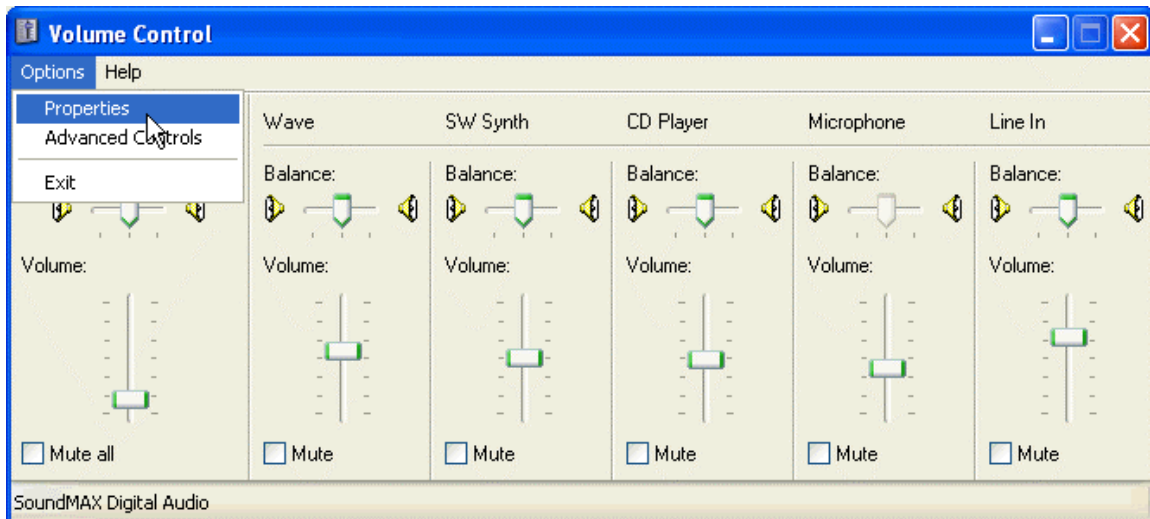 Volume Control
Options Help
Properties
Advanced Controls
Exit
Wave SW Synth CD Player Microphone Line In
Balance: Balance: Balance: Balance: Balance:
Volume: Volume: Volume: Volume: Volume: Volume:
Mute all Mute Mute Mute Mute Mute
SoundMAX Digital Audio